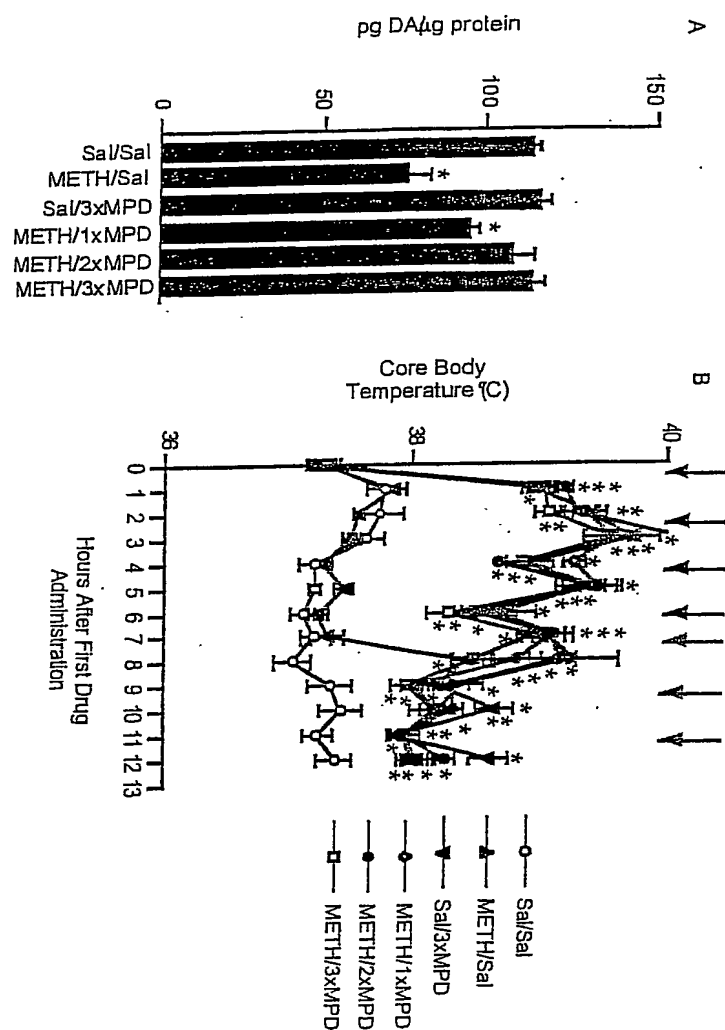 A
pg DA/µg protein
150
100
50
0
Sal/Sal
METH/Sal
Sal/3xMPD
METH/1xMPD
METH/2xMPD
METH/3xMPD
*
*
B
Core Body
Temperature (°C)
40
38
36
0 1 2 3 4 5 6 7 8 9 10 11 12 13
Hours After First Drug
Administration
Sal/Sal
METH/Sal
Sal/3xMPD
METH/1xMPD
METH/2xMPD
METH/3xMPD